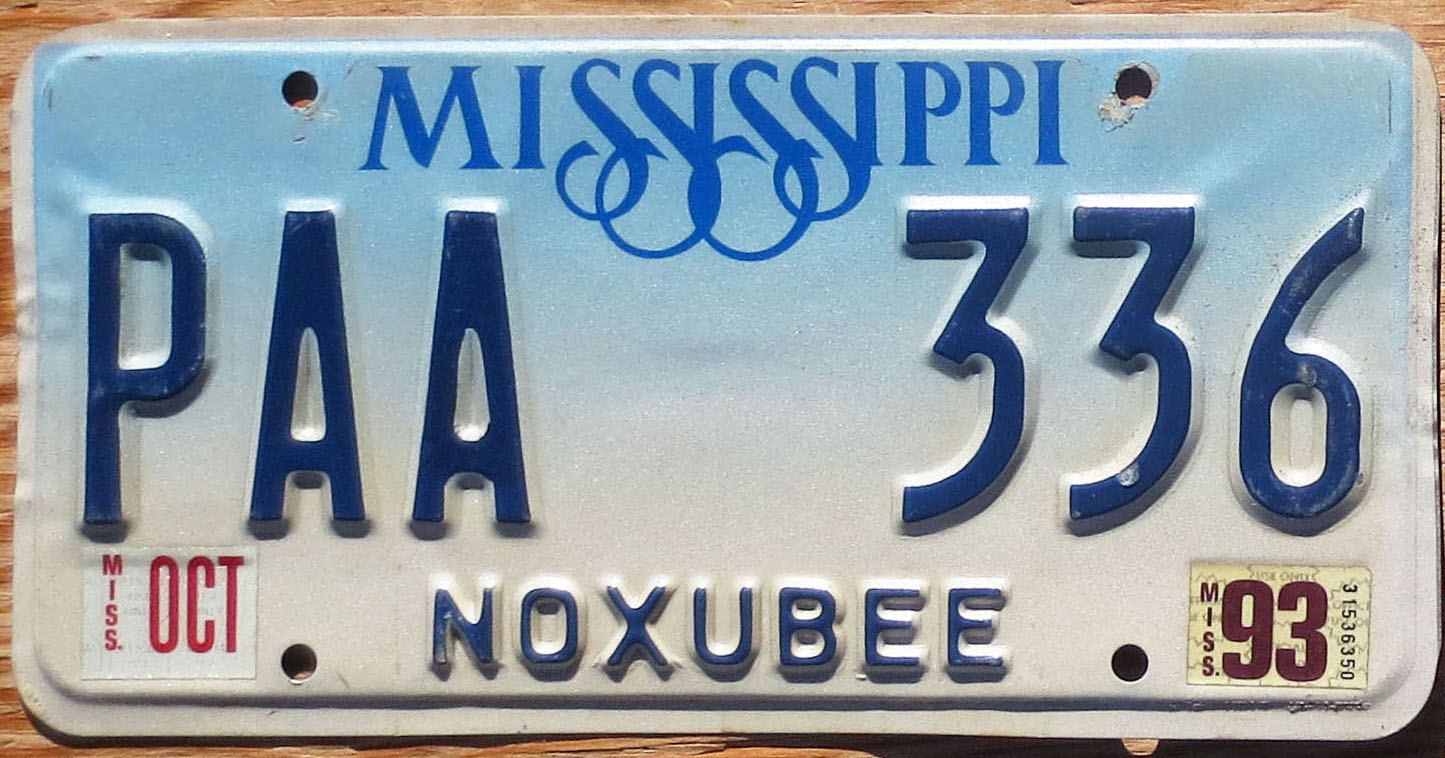 MISSISSIPPI
PAA 336
MISS. OCT
NOXUBEE
MISS. 93 31536350